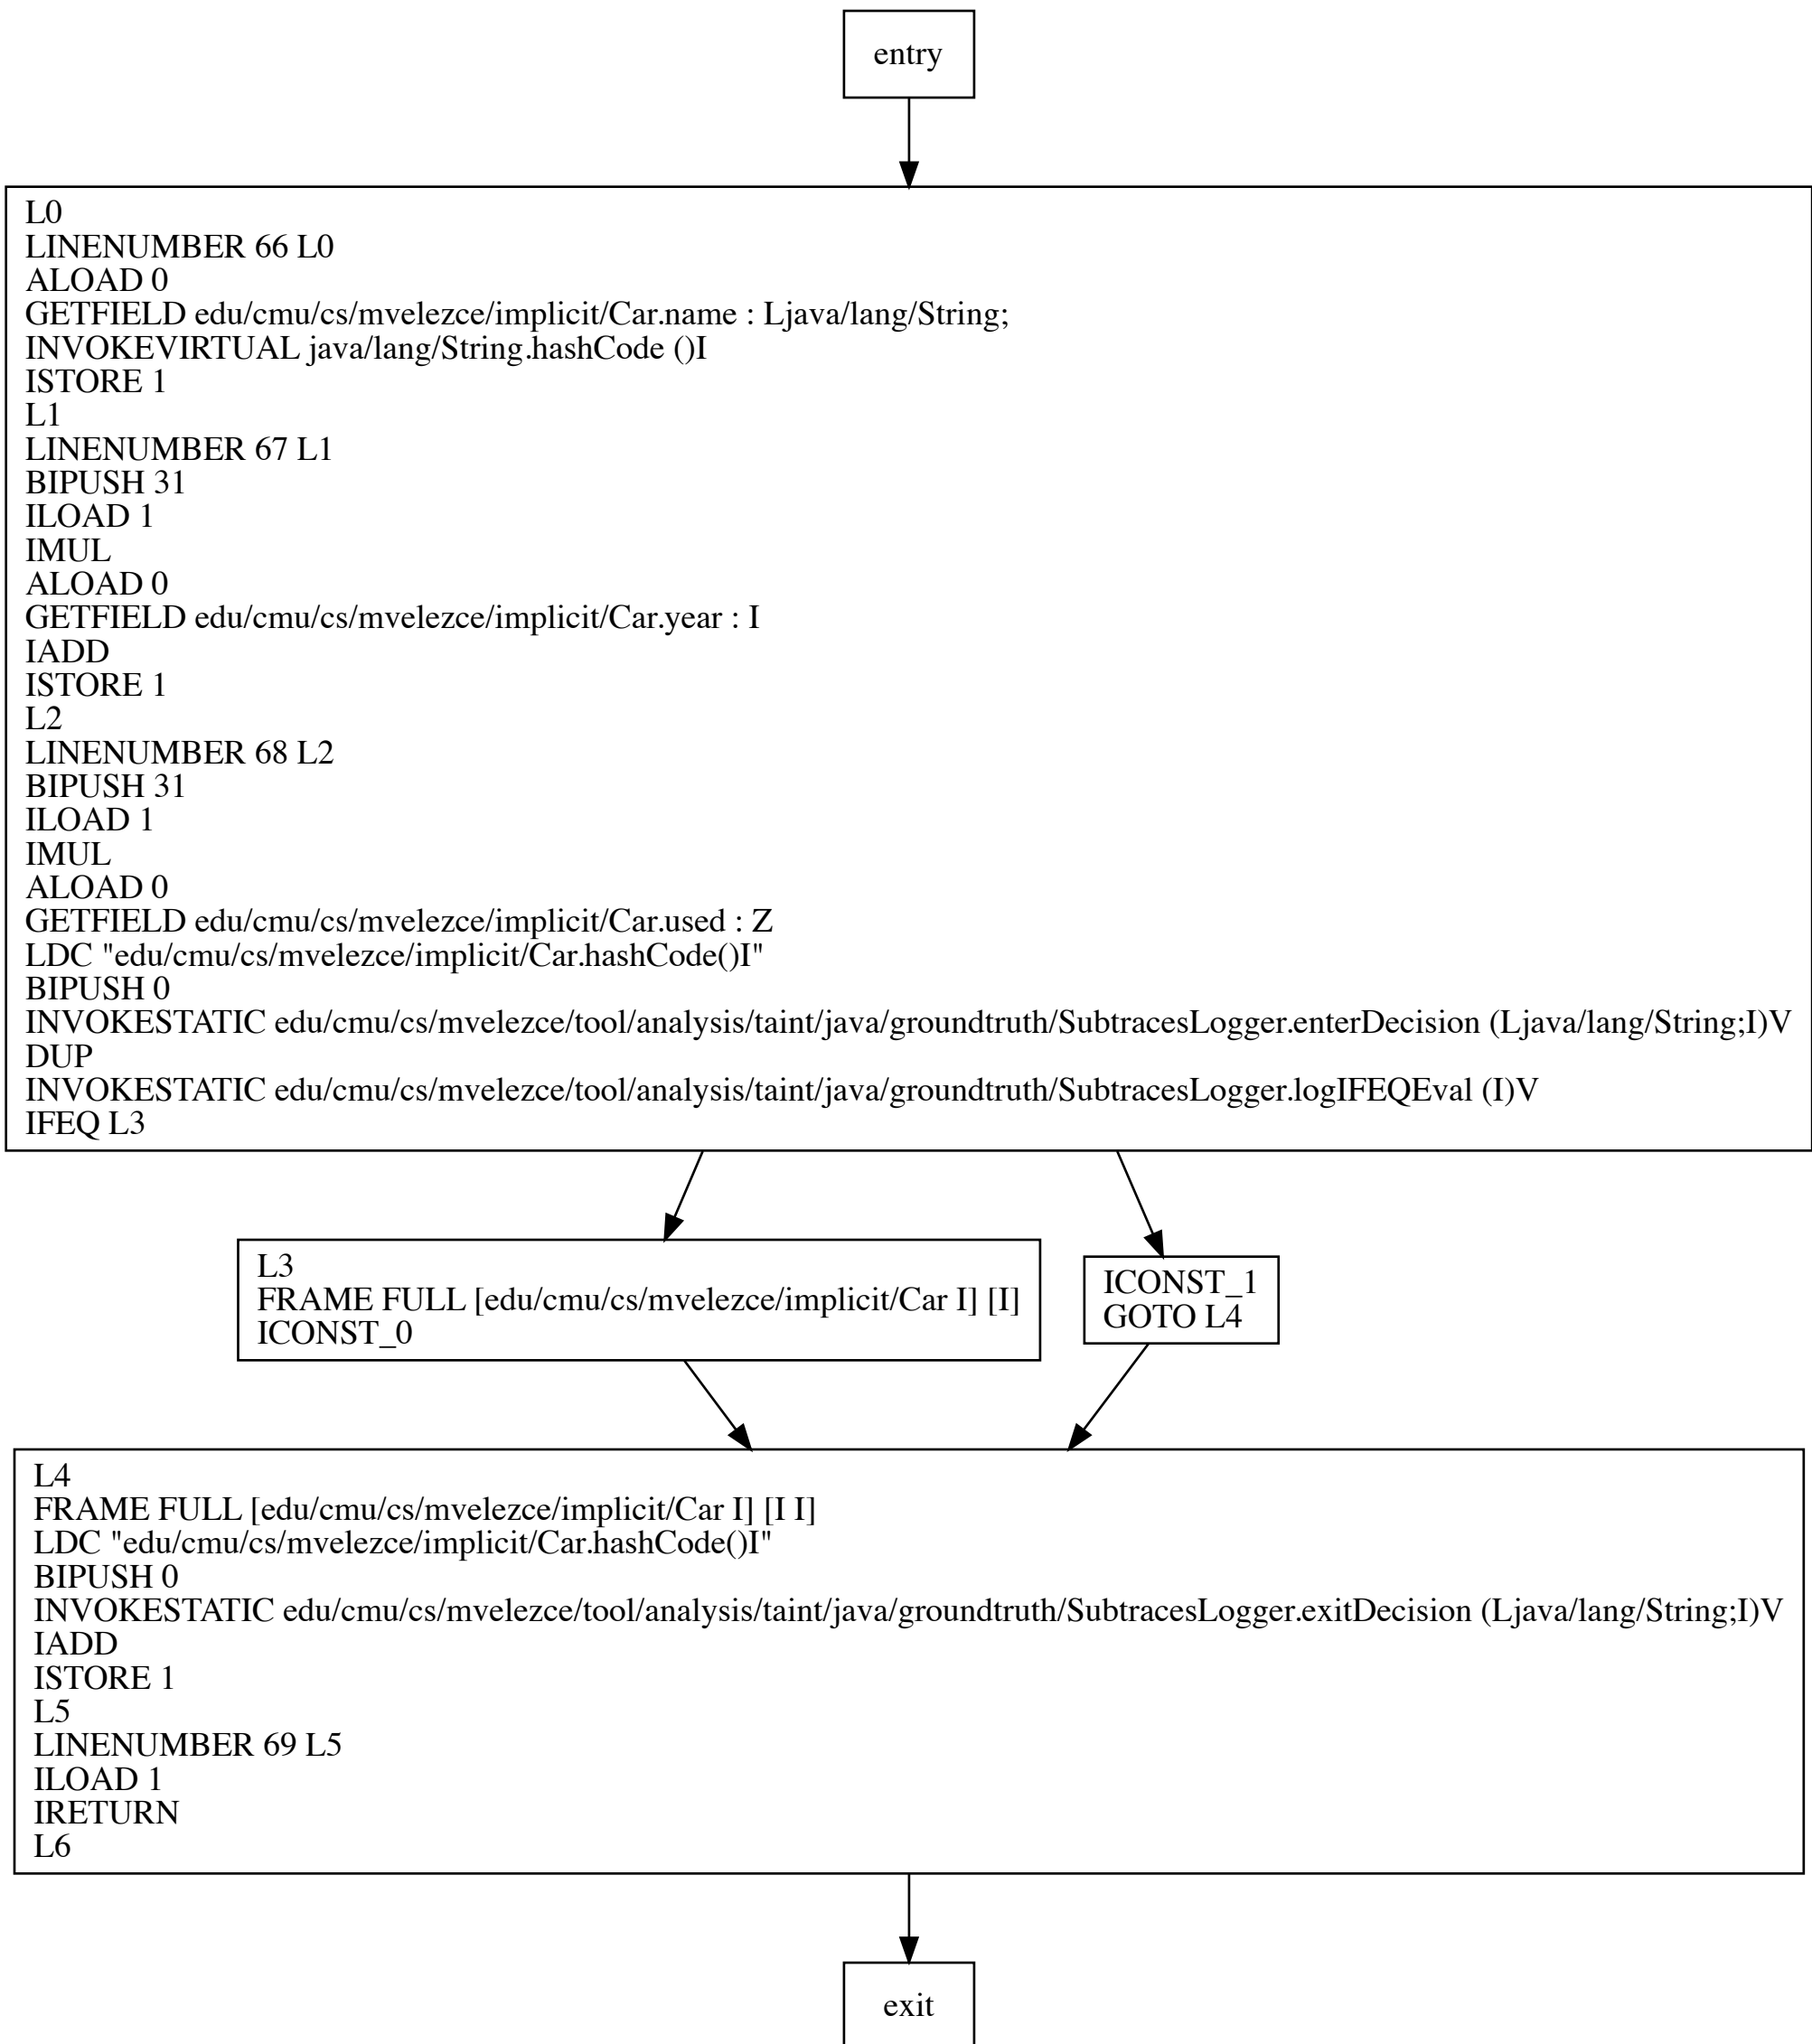 entry
L0
LINENUMBER 66 L0
ALOAD 0
GETFIELD edu/cmu/cs/mvelezce/implicit/Car.name : Ljava/lang/String;
INVOKEVIRTUAL java/lang/String.hashCode ()I
ISTORE 1
L1
LINENUMBER 67 L1
BIPUSH 31
ILOAD 1
IMUL
ALOAD 0
GETFIELD edu/cmu/cs/mvelezce/implicit/Car.year : I
IADD
ISTORE 1
L2
LINENUMBER 68 L2
BIPUSH 31
ILOAD 1
IMUL
ALOAD 0
GETFIELD edu/cmu/cs/mvelezce/implicit/Car.used : Z
LDC "edu/cmu/cs/mvelezce/implicit/Car.hashCode()I"
BIPUSH 0
INVOKESTATIC edu/cmu/cs/mvelezce/tool/analysis/taint/java/groundtruth/SubtracesLogger.enterDecision (Ljava/lang/String;I)V
DUP
INVOKESTATIC edu/cmu/cs/mvelezce/tool/analysis/taint/java/groundtruth/SubtracesLogger.logIFEQEval (I)V
IFEQ L3
L3
FRAME FULL [edu/cmu/cs/mvelezce/implicit/Car I] [I]
ICONST_0
ICONST_1
GOTO L4
L4
FRAME FULL [edu/cmu/cs/mvelezce/implicit/Car I] [I I]
LDC "edu/cmu/cs/mvelezce/implicit/Car.hashCode()I"
BIPUSH 0
INVOKESTATIC edu/cmu/cs/mvelezce/tool/analysis/taint/java/groundtruth/SubtracesLogger.exitDecision (Ljava/lang/String;I)V
IADD
ISTORE 1
L5
LINENUMBER 69 L5
ILOAD 1
IRETURN
L6
exit